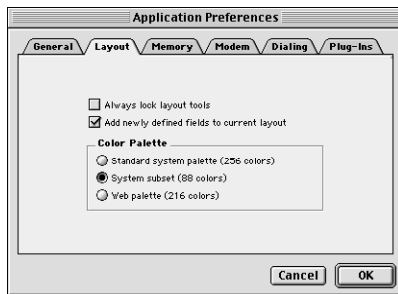 Application Preferences
General Layout Memory Modem Dialing Plug-Ins
Always lock layout tools
Add newly defined fields to current layout
Color Palette
Standard system palette (256 colors)
System subset (88 colors)
Web palette (216 colors)
Cancel OK